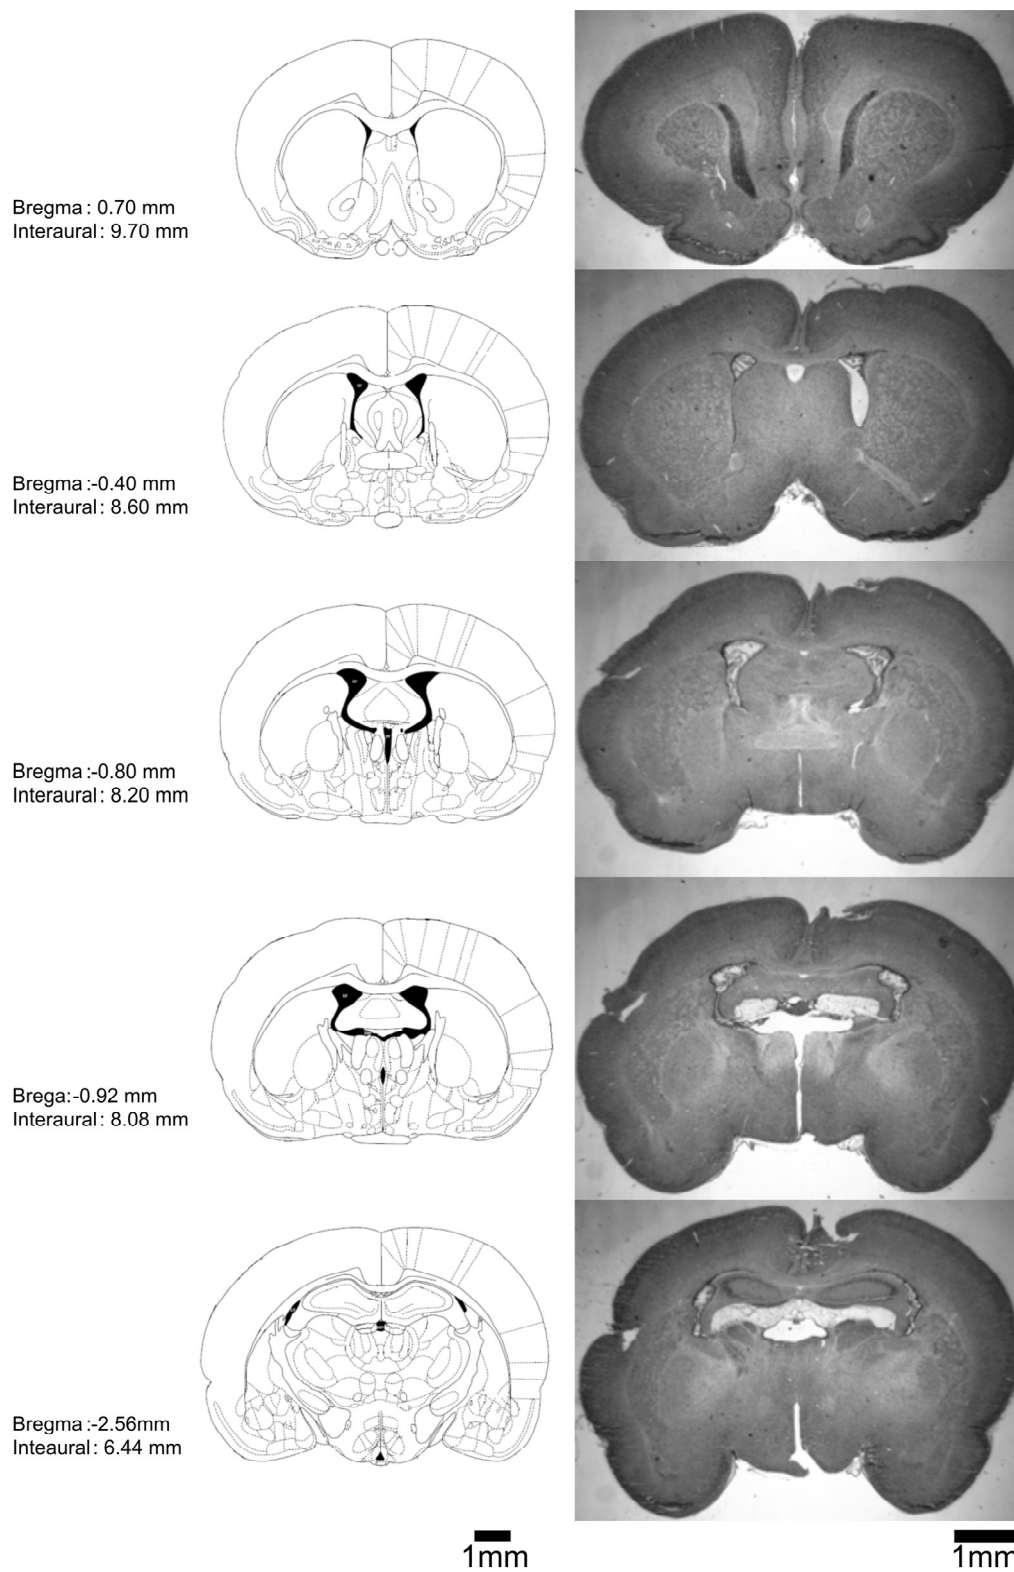 Bregma: 0.70 mm
Interaural: 9.70 mm
Bregma:-0.40 mm
Interaural: 8.60 mm
Bregma:-0.80 mm
Interaural: 8.20 mm
Brega:-0.92 mm
Interaural: 8.08 mm
Bregma:-2.56mm
Inteaural: 6.44 mm
1mm
1mm